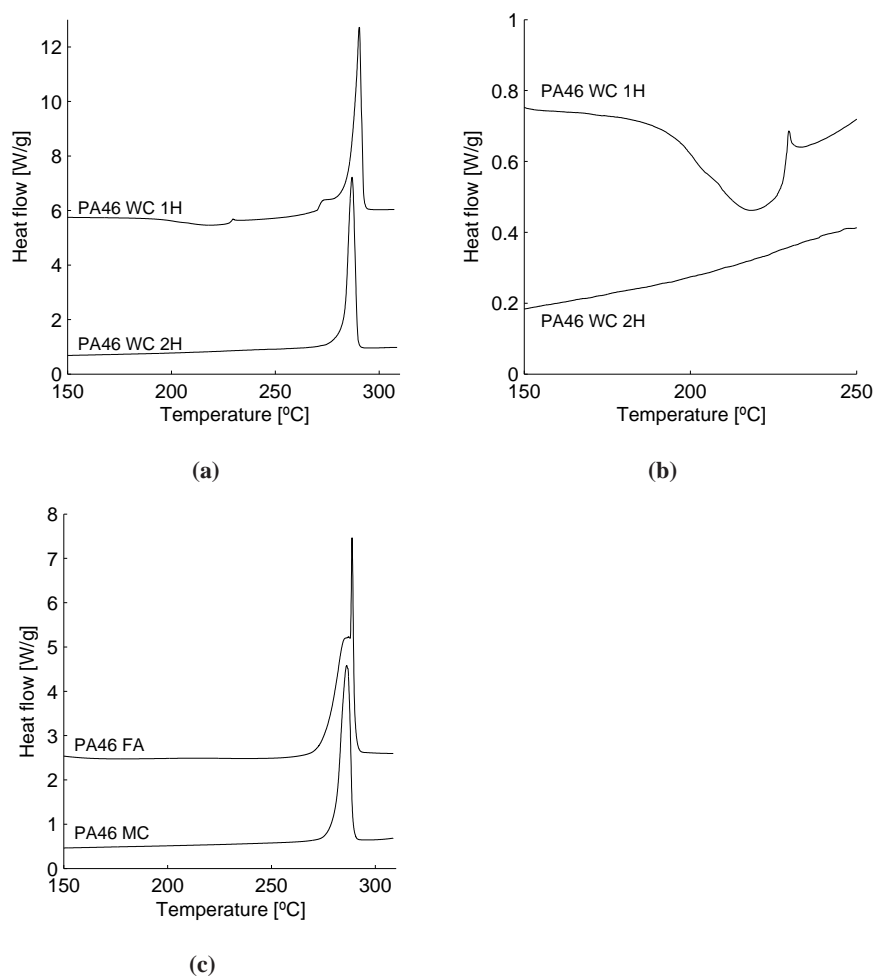 12
10
8
6
4
2
0
Heat flow [W/g]
PA46 WC 1H
PA46 WC 2H
150 200 250 300
Temperature [ºC]
(a)
1
0.8
0.6
0.4
0.2
0
Heat flow [W/g]
PA46 WC 1H
PA46 WC 2H
150 200 250
Temperature [ºC]
(b)
8
7
6
5
4
3
2
1
0
Heat flow [W/g]
PA46 FA
PA46 MC
150 200 250 300
Temperature [ºC]
(c)